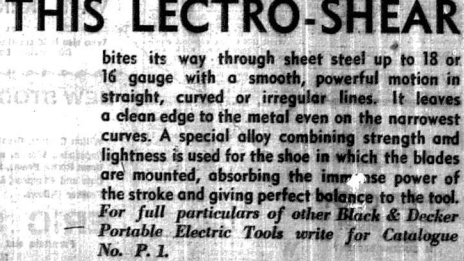 THIS LECTRO-SHEAR
bites its way through sheet steel up to 18 or
16 gauge with a smooth, powerful motion in
straight, curved or irregular lines. It leaves
a clean edge to the metal even on the narrowest
curves. A special alloy combining strength and
lightness is used for the shoe in which the blades
are mounted, absorbing the immense power of
the stroke and giving perfect balance to the tool.
For full particulars of other Black & Decker
Portable Electric Tools write for Catalogue
No. P. 1.